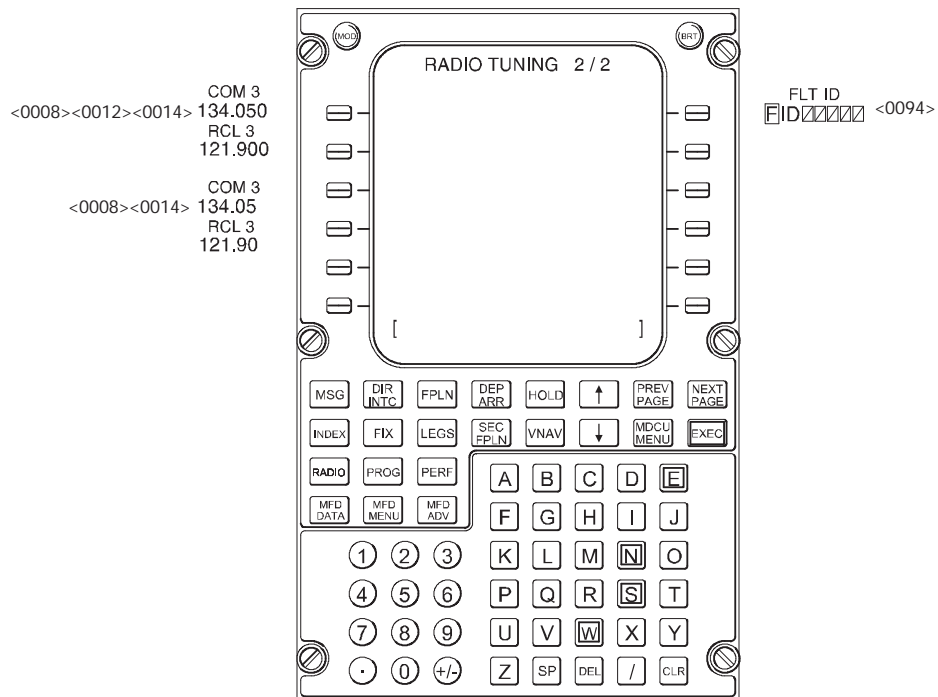 MOD
BRT
RADIO TUNING 2 / 2
COM 3
<0008><0012><0014> 134.050
RCL 3
121.900
COM 3
<0008><0014> 134.05
RCL 3
121.90
FLT ID
FID <0094>
[ ]
MSG DIR INTC FPLN DEP ARR HOLD ↑ PREV PAGE NEXT PAGE
INDEX FIX LEGS SEC FPLN VNAV ↓ MDCU MENU EXEC
RADIO PROG PERF
MFD DATA MFD MENU MFD ADV
A B C D E
F G H I J
1 2 3 K L M N O
4 5 6 P Q R S T
7 8 9 U V W X Y
. 0 +/- Z SP DEL / CLR